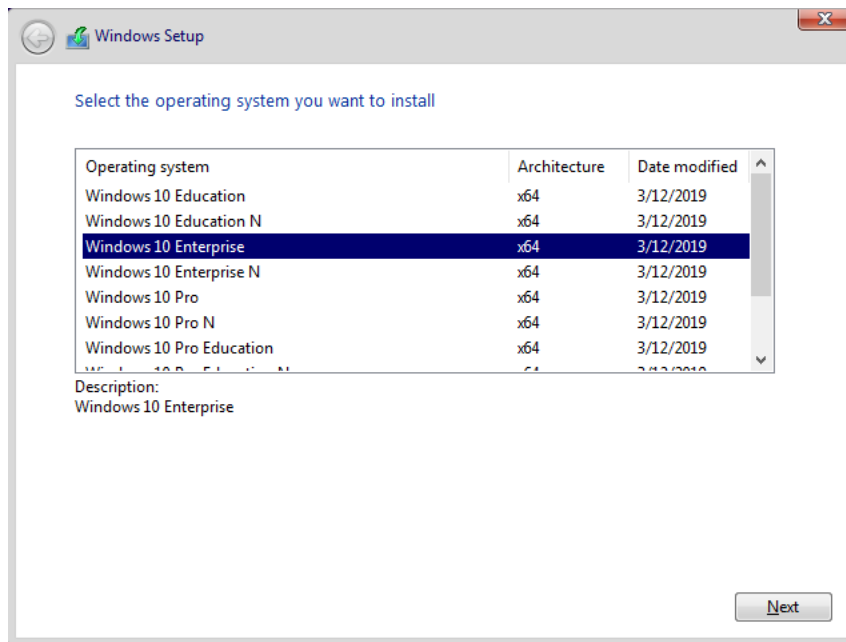 Windows Setup
Select the operating system you want to install
Operating system Architecture Date modified
Windows 10 Education x64 3/12/2019
Windows 10 Education N x64 3/12/2019
Windows 10 Enterprise x64 3/12/2019
Windows 10 Enterprise N x64 3/12/2019
Windows 10 Pro x64 3/12/2019
Windows 10 Pro N x64 3/12/2019
Windows 10 Pro Education x64 3/12/2019
Description:
Windows 10 Enterprise
Next